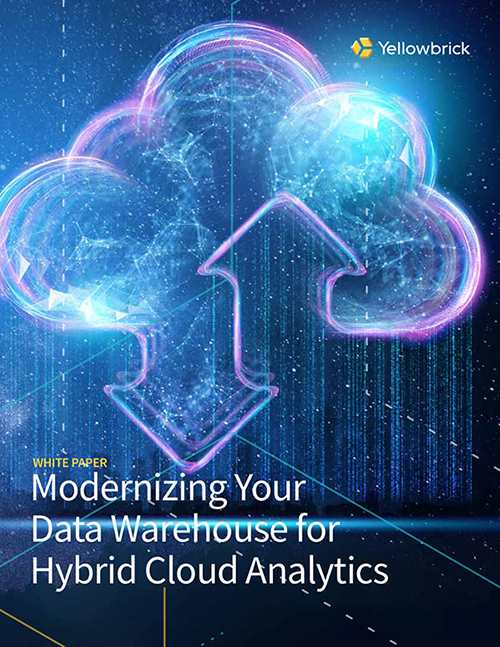 Yellowbrick
WHITE PAPER
Modernizing Your
Data Warehouse for
Hybrid Cloud Analytics